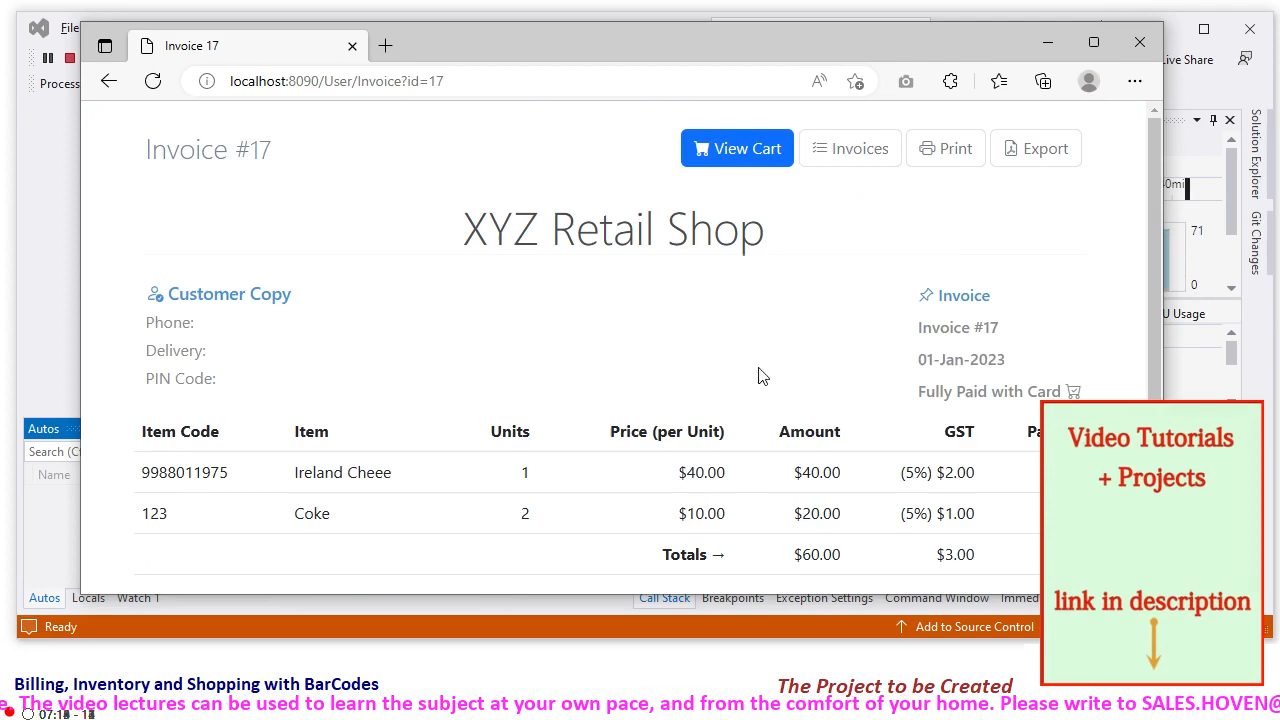 File
Invoice 17
Live Share
Process
localhost:8090/User/Invoice?id=17
Invoice #17
View Cart
Invoices
Print
Export
XYZ Retail Shop
Customer Copy
Invoice
Phone:
Invoice #17
Delivery:
01-Jan-2023
PIN Code:
Fully Paid with Card
Item Code Item Units Price (per Unit) Amount GST
9988011975 Ireland Cheee 1 $40.00 $40.00 (5%) $2.00
123 Coke 2 $10.00 $20.00 (5%) $1.00
Totals → $60.00 $3.00
Solution Explorer
Git Changes
71
0
Autos
Name
Autos Locals Watch 1
Call Stack Breakpoints Exception Settings Command Window
Ready
Add to Source Control
Video Tutorials
+ Projects
link in description
Billing, Inventory and Shopping with BarCodes
The Project to be Created
The video lectures can be used to learn the subject at your own pace, and from the comfort of your home. Please write to SALES.HOVEN@